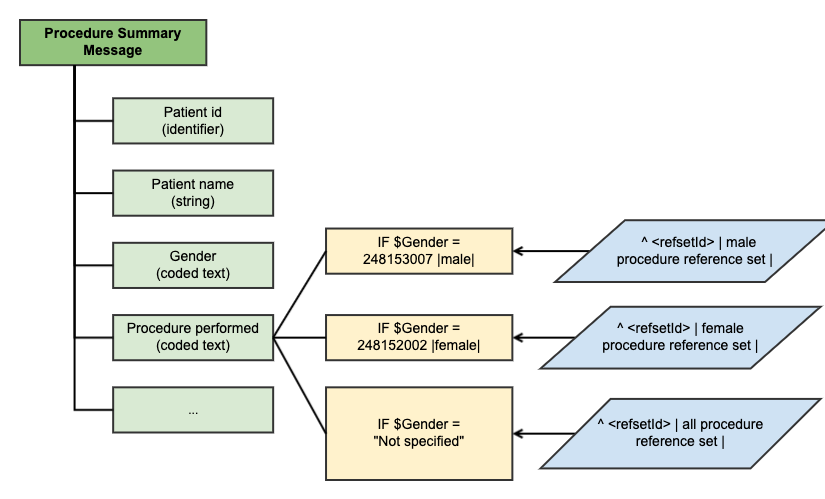 Procedure Summary
Message
Patient id
(identifier)
Patient name
(string)
Gender
(coded text)
Procedure performed
(coded text)
...
IF $Gender =
248153007 |male|
^ <refsetId> | male
procedure reference set |
IF $Gender =
248152002 |female|
^ <refsetId> | female
procedure reference set |
IF $Gender =
"Not specified"
^ <refsetId> | all procedure
reference set |